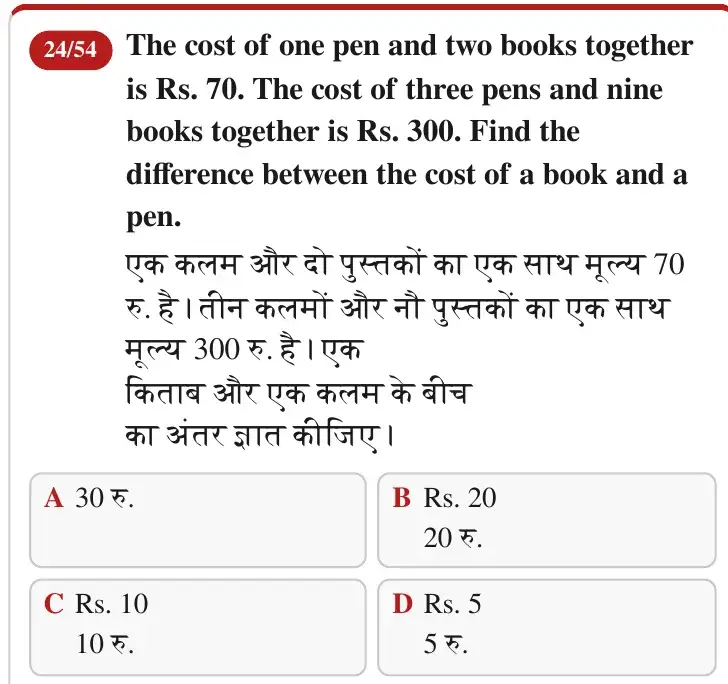 24/54 The cost of one pen and two books together
is Rs. 70. The cost of three pens and nine
books together is Rs. 300. Find the
difference between the cost of a book and a
pen.
एक कलम और दो पुस्तकों का एक साथ मूल्य 70
रु. है। तीन कलमों और नौ पुस्तकों का एक साथ
मूल्य 300 रु. है। एक
किताब और एक कलम के बीच
का अंतर ज्ञात कीजिए।
A 30 रु.
B Rs. 20
20 रु.
C Rs. 10
10 रु.
D Rs. 5
5 रु.